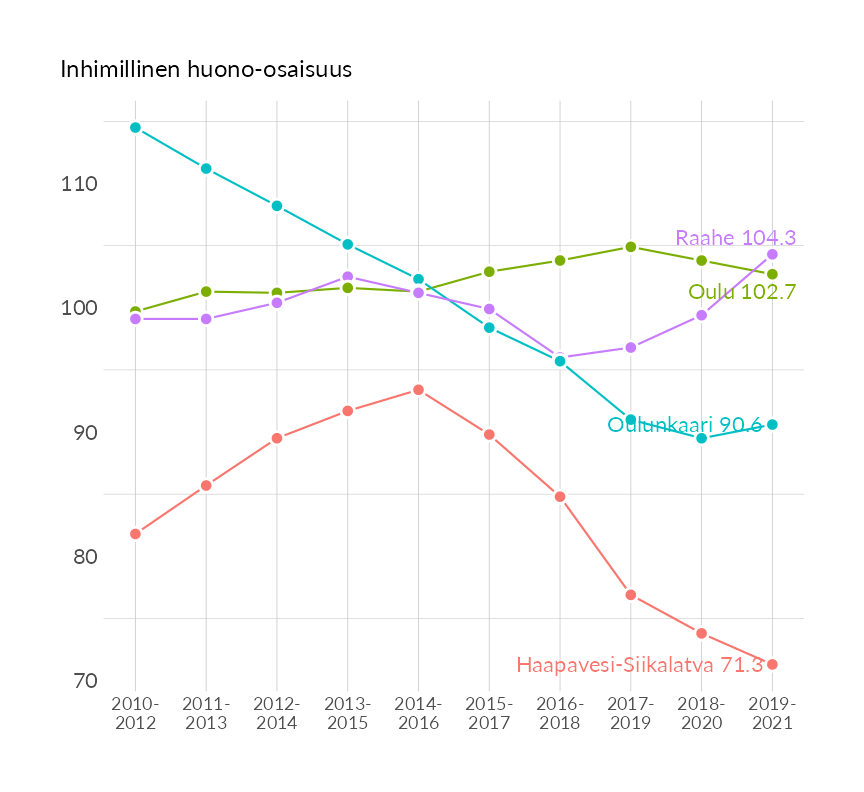 Inhimillinen huono-osaisuus
110
Raahe 104.3
Oulu 102.7
100
90
Oulunkaari 90.6
80
Haapavesi-Siikalatva 71.3
70
2010- 2011- 2012- 2013- 2014- 2015- 2016- 2017- 2018- 2019-
2012 2013 2014 2015 2016 2017 2018 2019 2020 2021